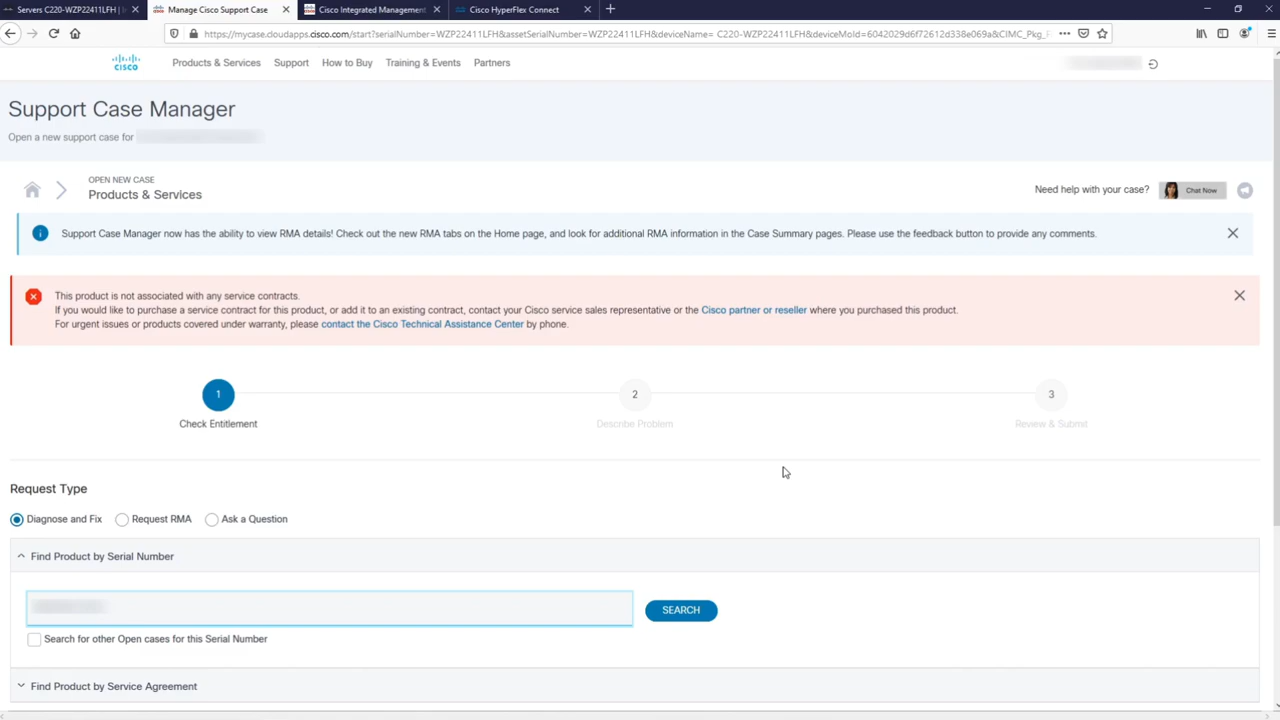 Servers C220-WZP22411LFH | I
Manage Cisco Support Case
Cisco Integrated Management
Cisco HyperFlex Connect
https://mycase.cloudapps.cisco.com/start?serialNumber=WZP22411LFH&assetSerialNumber=WZP22411LFH&deviceName= C220-WZP22411LFH&deviceMoId=6042029d6f72612d338e069a&CIMC_Pkg_F
CISCO
Products & Services
Support
How to Buy
Training & Events
Partners
Support Case Manager
Open a new support case for
OPEN NEW CASE
Products & Services
Need help with your case?
Chat Now
Support Case Manager now has the ability to view RMA details! Check out the new RMA tabs on the Home page, and look for additional RMA information in the Case Summary pages. Please use the feedback button to provide any comments.
This product is not associated with any service contracts.
If you would like to purchase a service contract for this product, or add it to an existing contract, contact your Cisco service sales representative or the Cisco partner or reseller where you purchased this product.
For urgent issues or products covered under warranty, please contact the Cisco Technical Assistance Center by phone.
1
2
3
Check Entitlement
Describe Problem
Review & Submit
Request Type
Diagnose and Fix
Request RMA
Ask a Question
Find Product by Serial Number
SEARCH
Search for other Open cases for this Serial Number
Find Product by Service Agreement